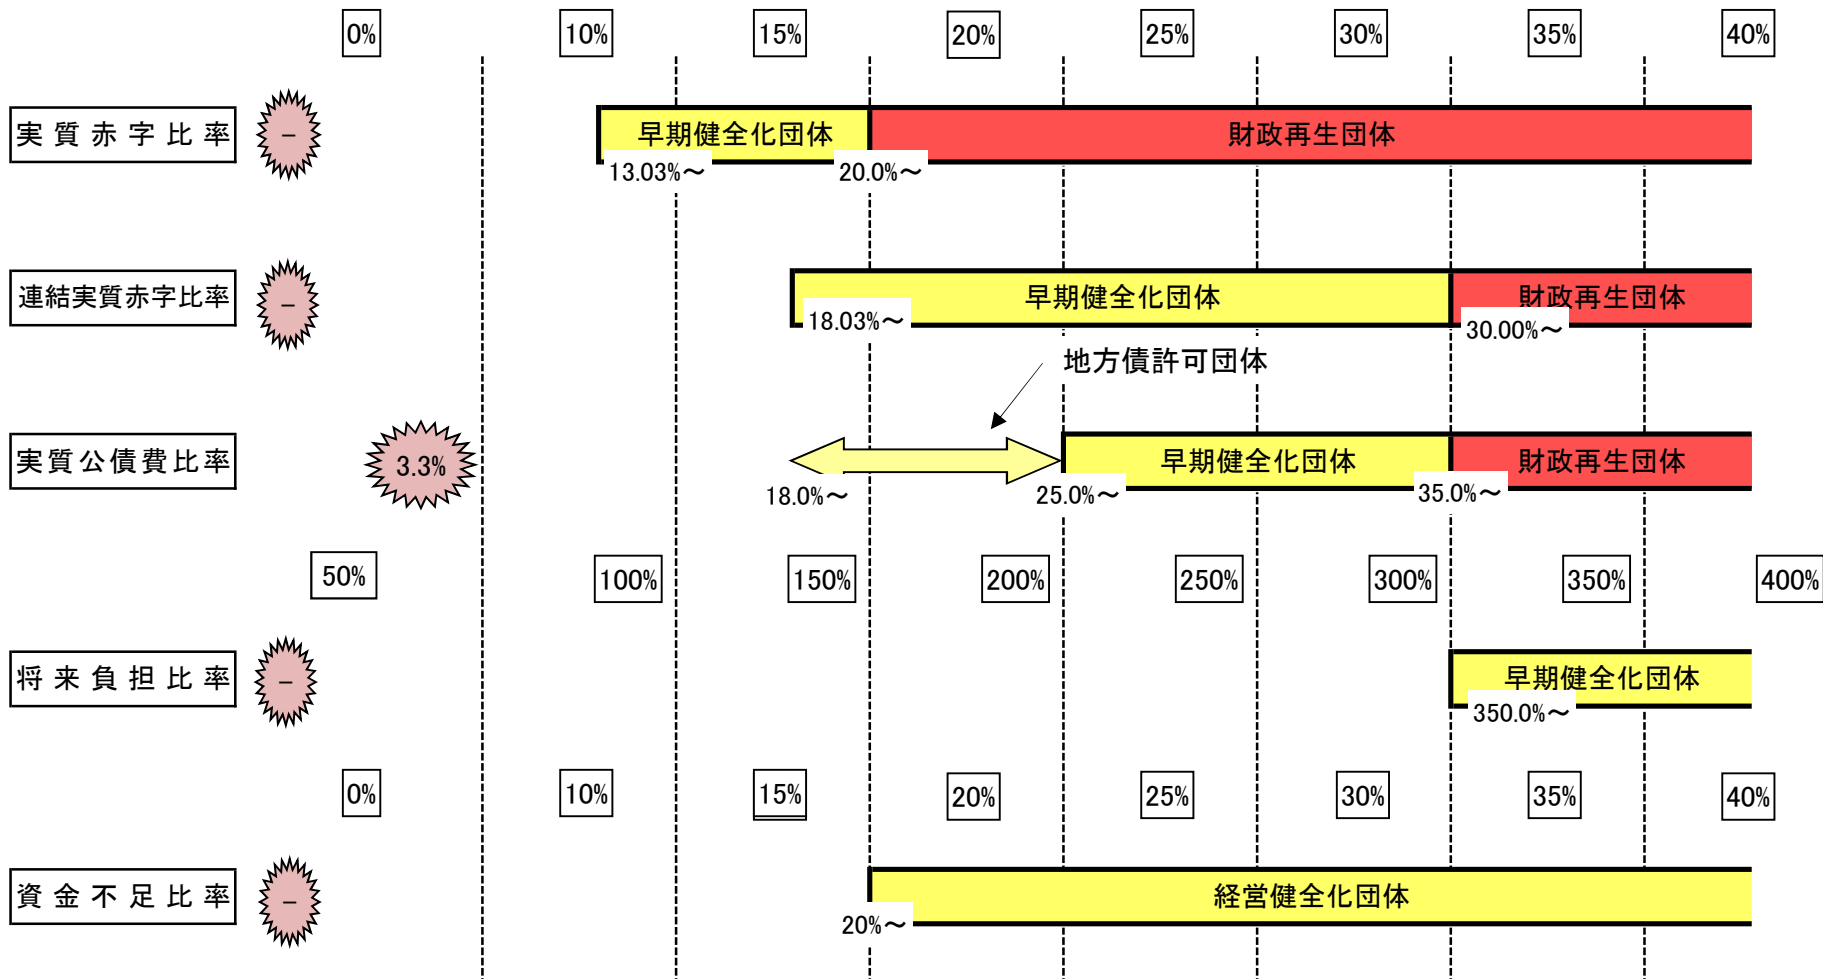 0% 10% 15% 20% 25% 30% 35% 40%
実質赤字比率 － 早期健全化団体 財政再生団体
13.03%～ 20.0%～
連結実質赤字比率 － 早期健全化団体 財政再生団体
18.03%～ 30.00%～
地方債許可団体
実質公債費比率 3.3% 早期健全化団体 財政再生団体
18.0%～ 25.0%～ 35.0%～
50% 100% 150% 200% 250% 300% 350% 400%
将来負担比率 － 早期健全化団体
350.0%～
0% 10% 15% 20% 25% 30% 35% 40%
資金不足比率 － 経営健全化団体
20%～